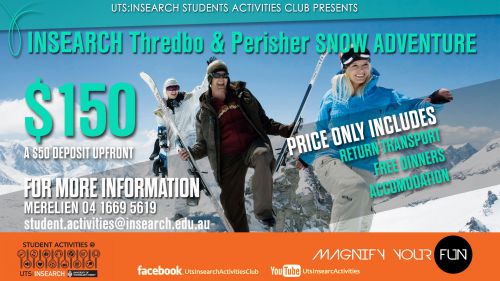 UTS:INSEARCH STUDENTS ACTIVITIES CLUB PRESENTS
INSEARCH Thredbo & Perisher SNOW ADVENTURE
$150
A $50 DEPOSIT UPFRONT
PRICE ONLY INCLUDES
RETURN TRANSPORT
FREE DINNERS
ACCOMODATION
FOR MORE INFORMATION
MERELIEN 04 1669 5619
student.activities@insearch.edu.au
STUDENT ACTIVITIES @
UTS INSEARCH
MAGNIFY YOUR FUN
facebook UtsInsearchActivitiesClub
YouTube UtsInsearcActivities